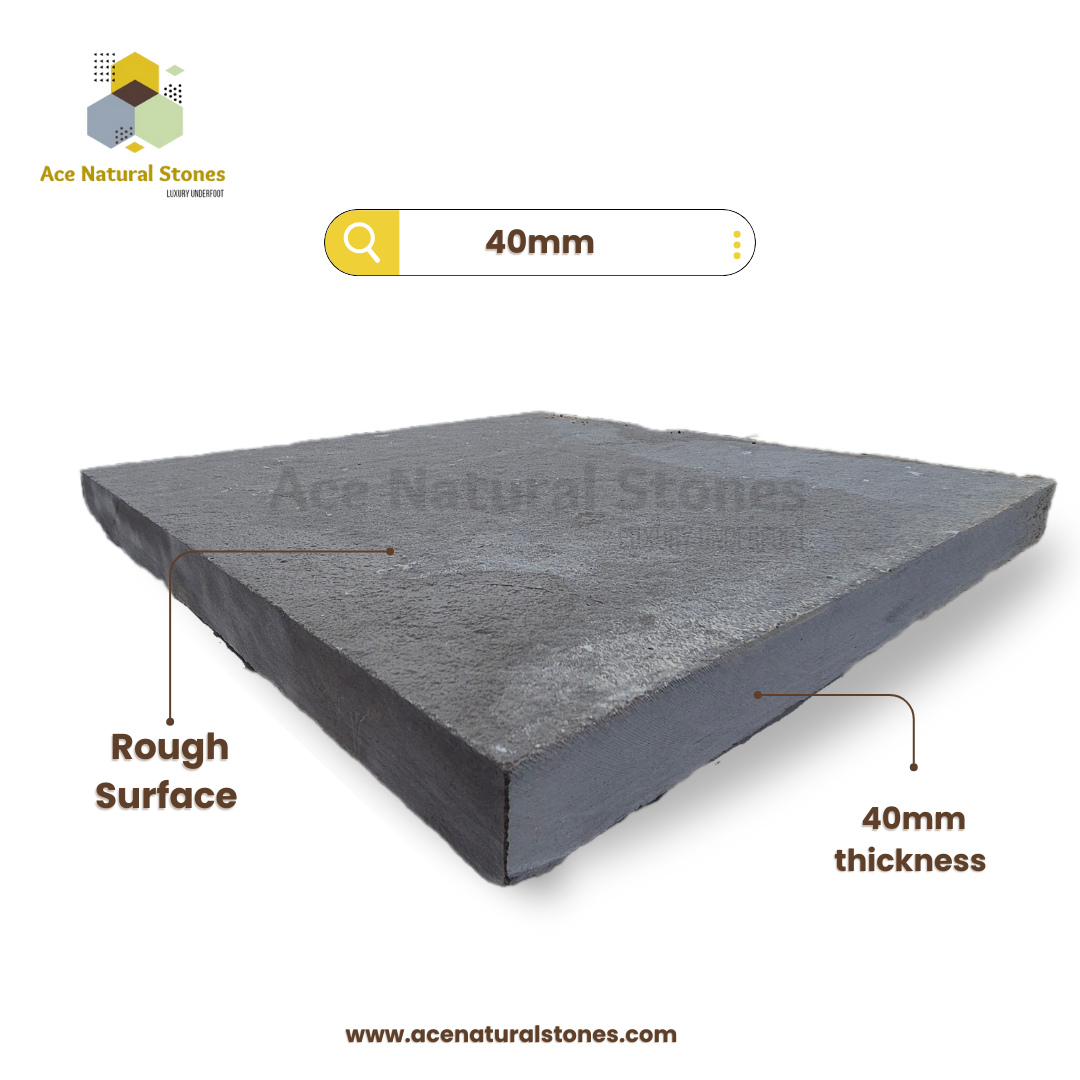 Ace Natural Stones
LUXURY UNDERFOOT
40mm
Ace Natural Stones
LUXURY UNDERFOOT
Rough
Surface
40mm
thickness
www.acenaturalstones.com